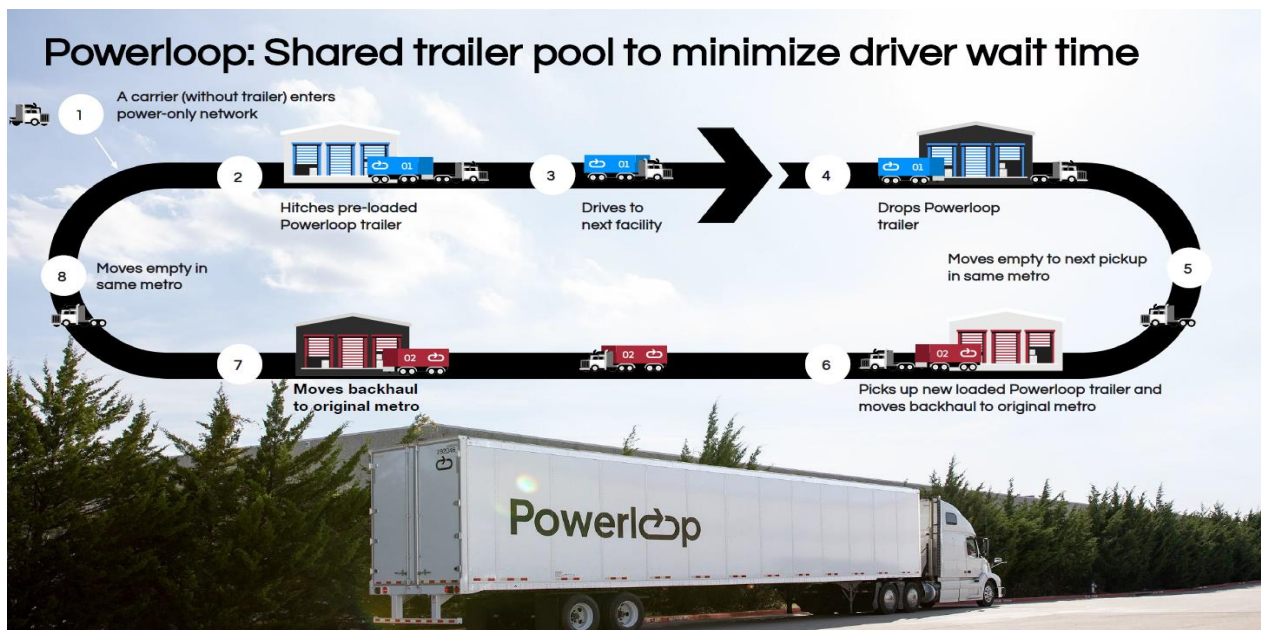 Powerloop: Shared trailer pool to minimize driver wait time
1
A carrier (without trailer) enters
power-only network
2
01
Hitches pre-loaded
Powerloop trailer
3
01
Drives to
next facility
4
01
Drops Powerloop
trailer
8
Moves empty in
same metro
Moves empty to next pickup
in same metro
5
7
02
Moves backhaul
to original metro
02
6
02
Picks up new loaded Powerloop trailer and
moves backhaul to original metro
Powerloop